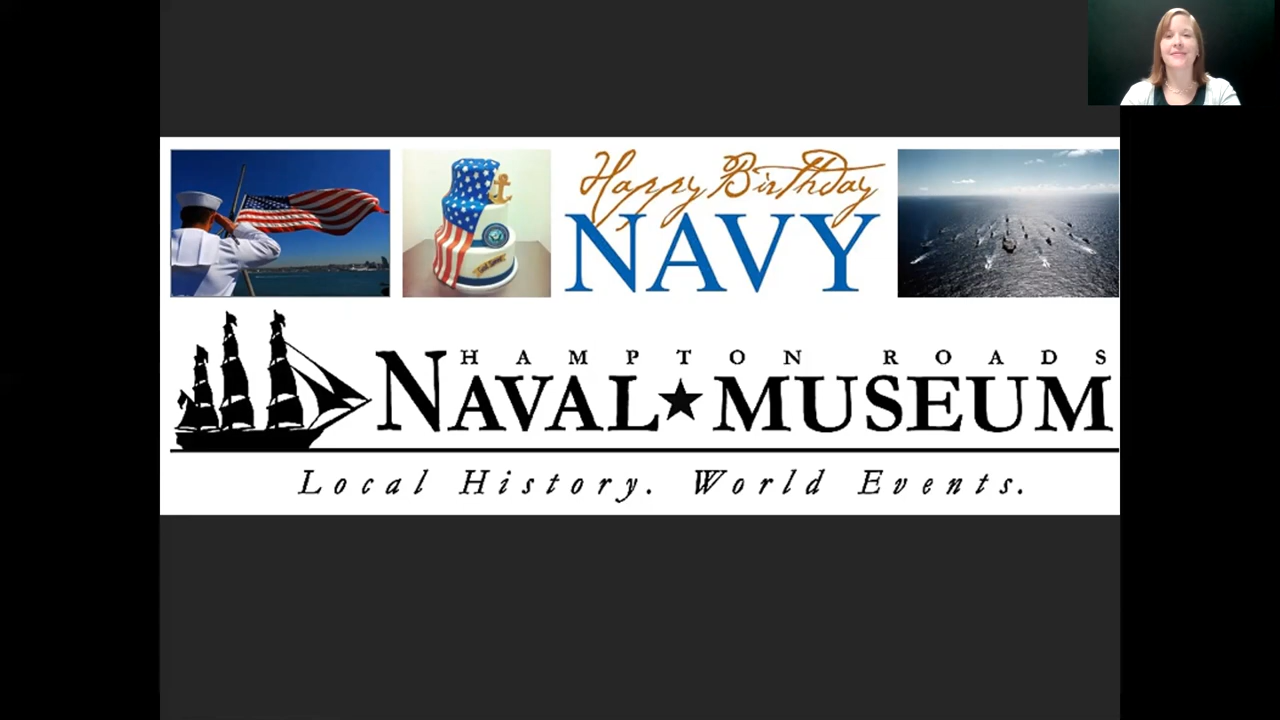 Happy Birthday
NAVY
HAMPTON ROADS
NAVAL★MUSEUM
Local History. World Events.